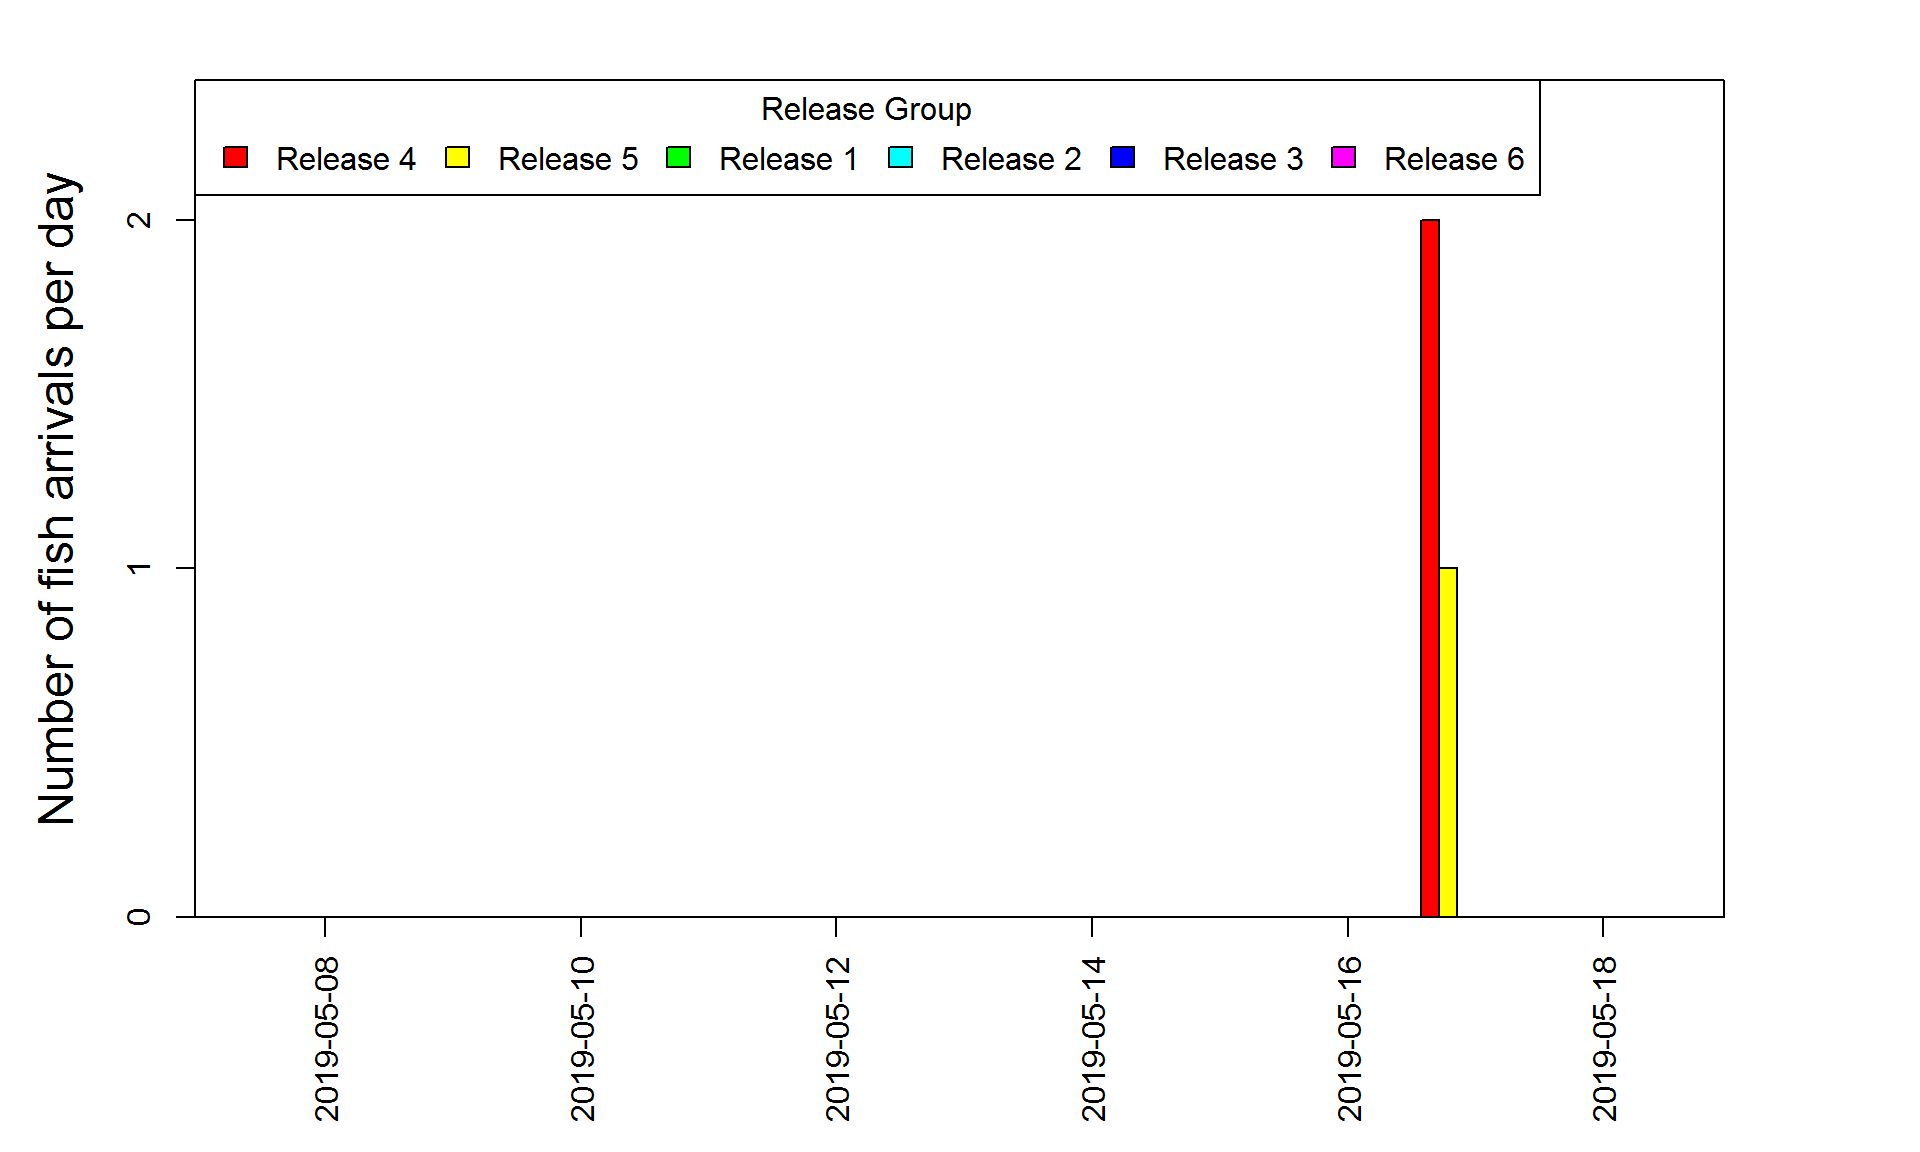 Release Group
Release 4 Release 5 Release 1 Release 2 Release 3 Release 6
Number of fish arrivals per day
2
1
0
2019-05-08 2019-05-10 2019-05-12 2019-05-14 2019-05-16 2019-05-18